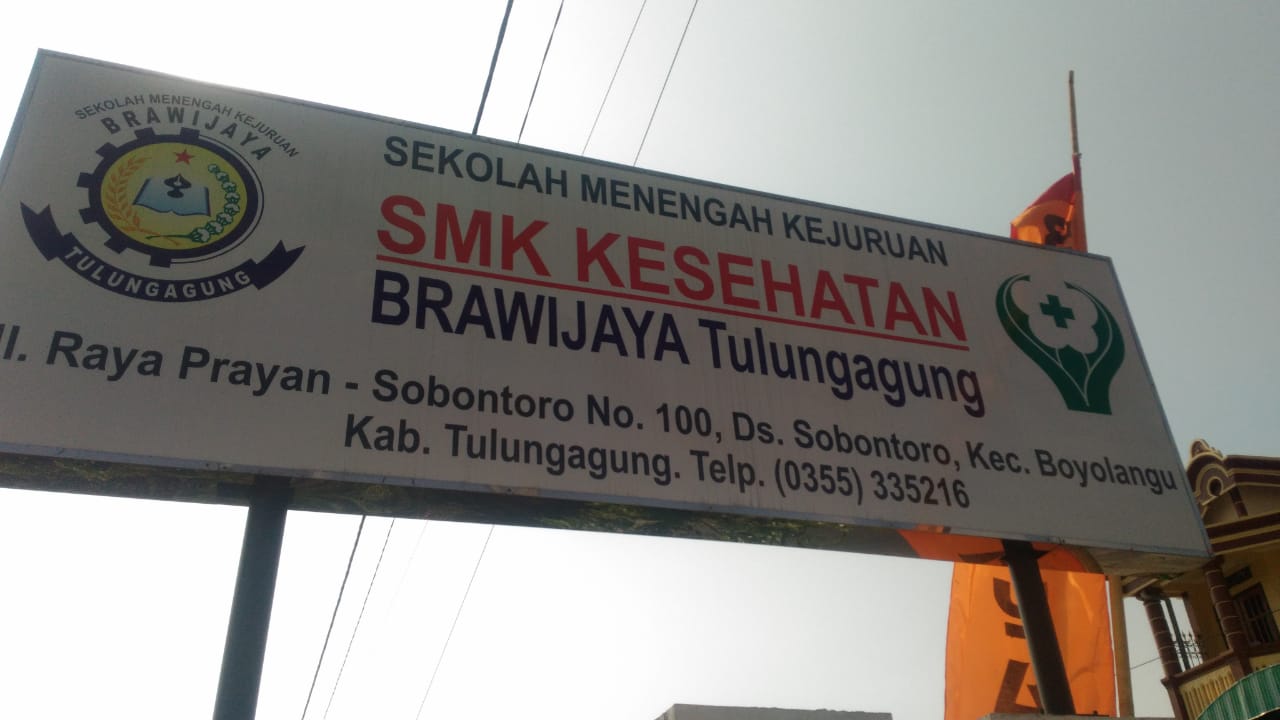 SEKOLAH MENENGAH KEJURUAN
BRAWIJAYA
TULUNGAGUNG
SEKOLAH MENENGAH KEJURUAN
SMK KESEHATAN
BRAWIJAYA Tulungagung
Jl. Raya Prayan - Sobontoro No. 100, Ds. Sobontoro, Kec. Boyolangu
Kab. Tulungagung. Telp. (0355) 335216